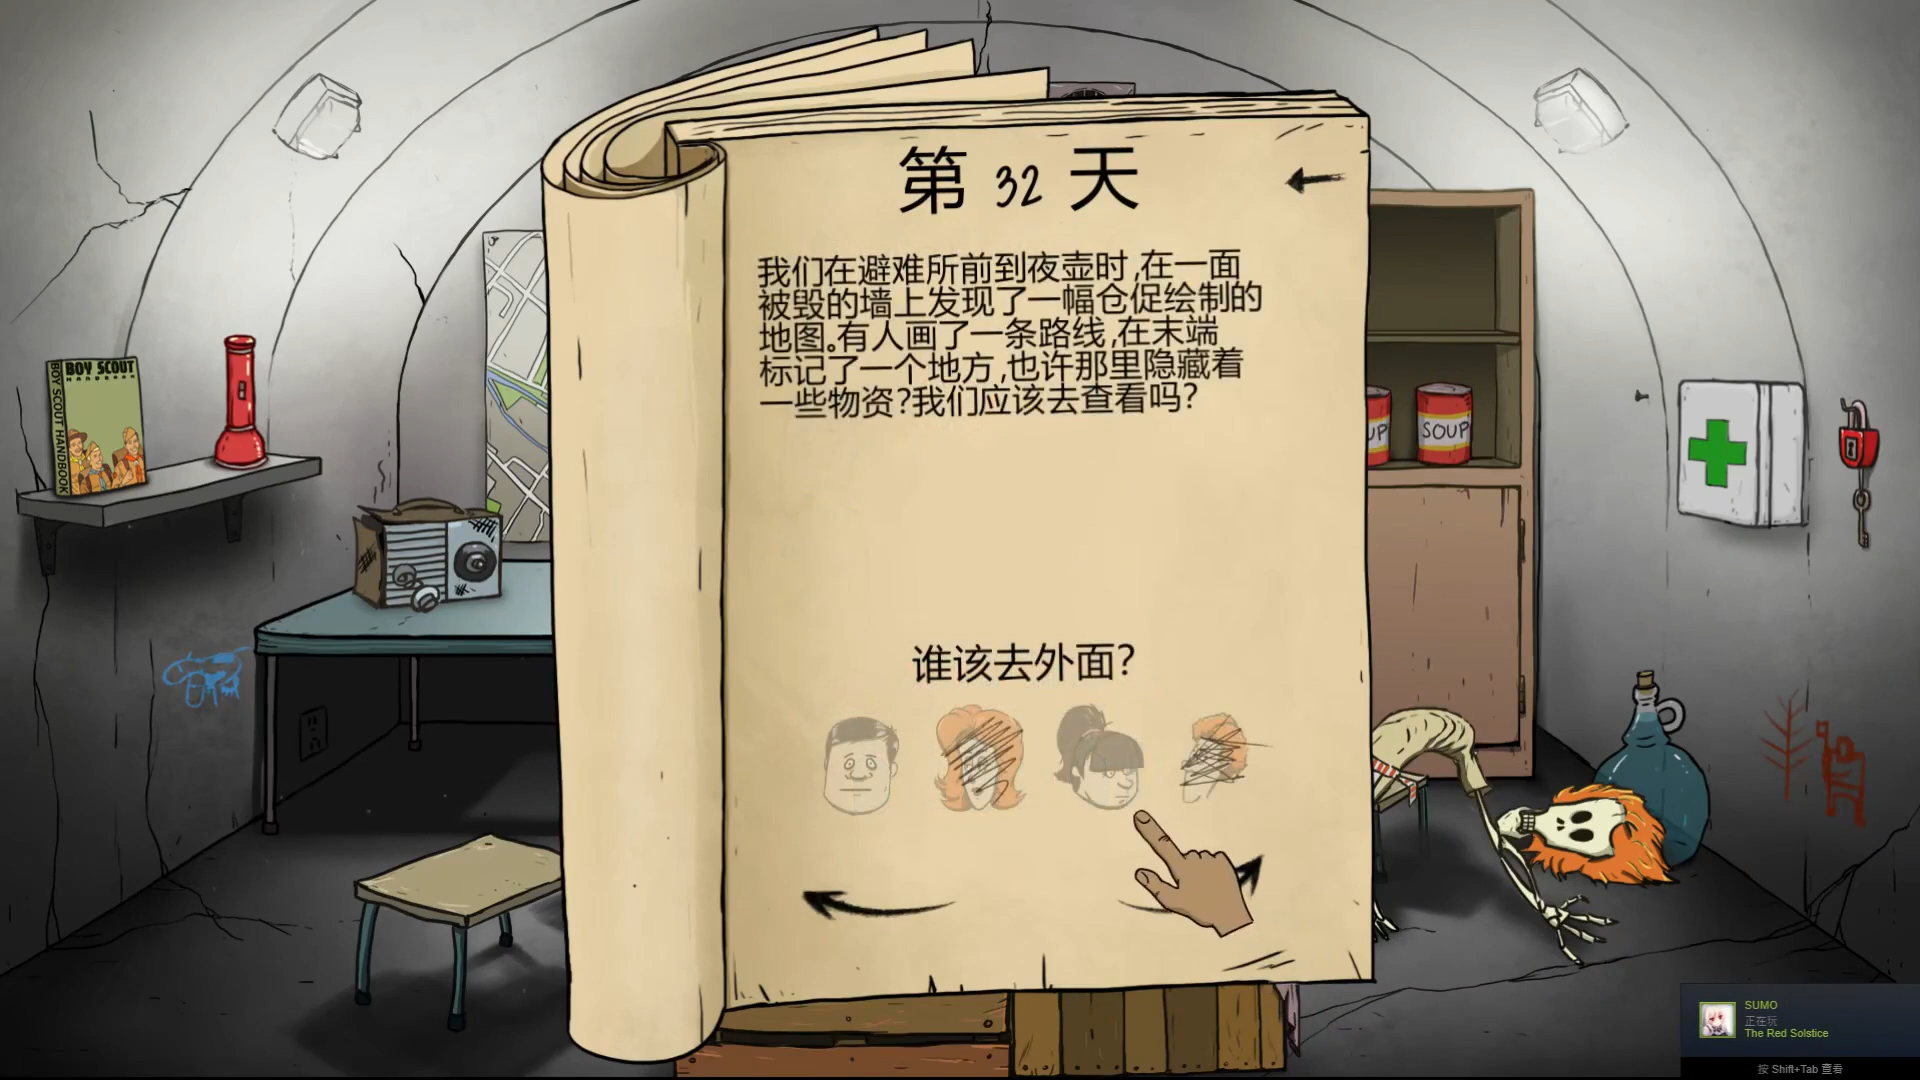 第 32 天
我们在避难所前到夜壶时,在一面
被毁的墙上发现了一幅仓促绘制的
地图。有人画了一条路线,在末端
标记了一个地方,也许那里隐藏着
一些物资?我们应该去查看吗?
谁该去外面?
BOY SCOUT
HANDBOOK
BOY SCOUT HANDBOOK
UP
SOUP
SUMO
正在玩
The Red Solstice
按 Shift+Tab 查看